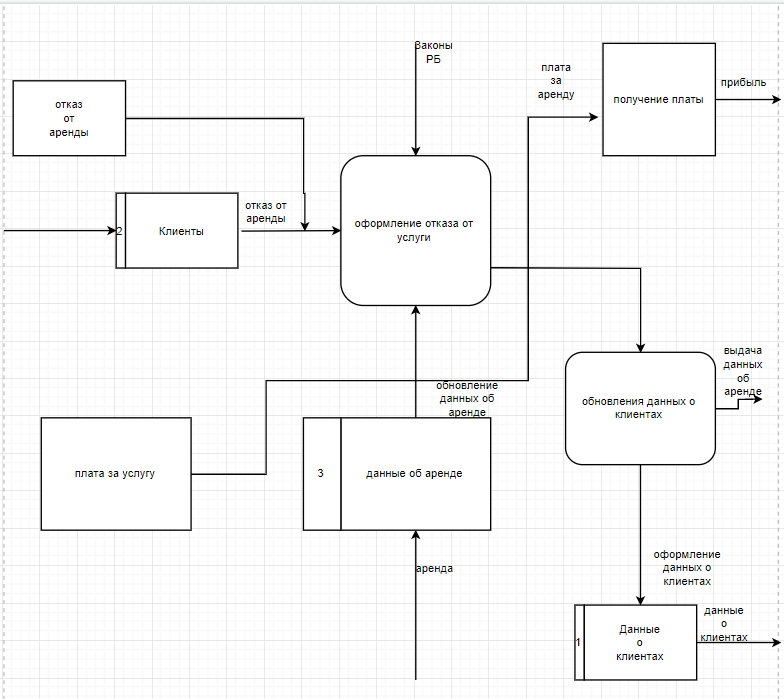 Законы
РБ
плата
за
аренду
получение платы
прибыль
отказ
от
аренды
2
Клиенты
отказ от
аренды
оформление отказа от
услуги
выдача
данных
об
аренде
обновления данных о
клиентах
обновление
данных об
аренде
плата за услугу
3
данные об аренде
аренда
оформление
данных о
клиентах
1
Данные
о
клиентах
данные
о
клиентах